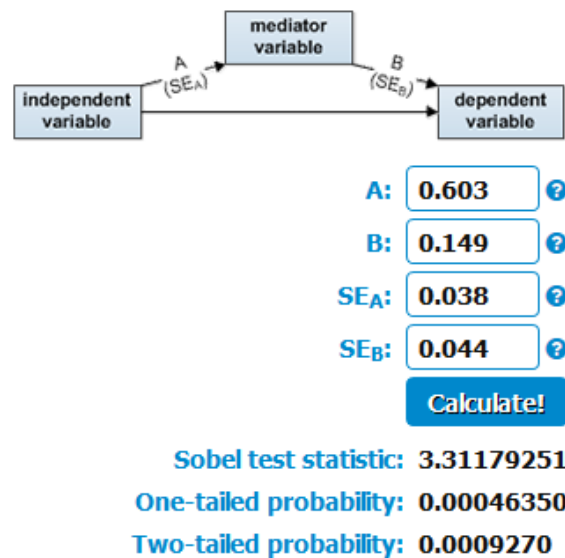 mediator
variable
A
(SEA)
B
(SEB)
independent
variable
dependent
variable
A: 0.603 ?
B: 0.149 ?
SEA: 0.038 ?
SEB: 0.044 ?
Calculate!
Sobel test statistic: 3.31179251
One-tailed probability: 0.00046350
Two-tailed probability: 0.0009270